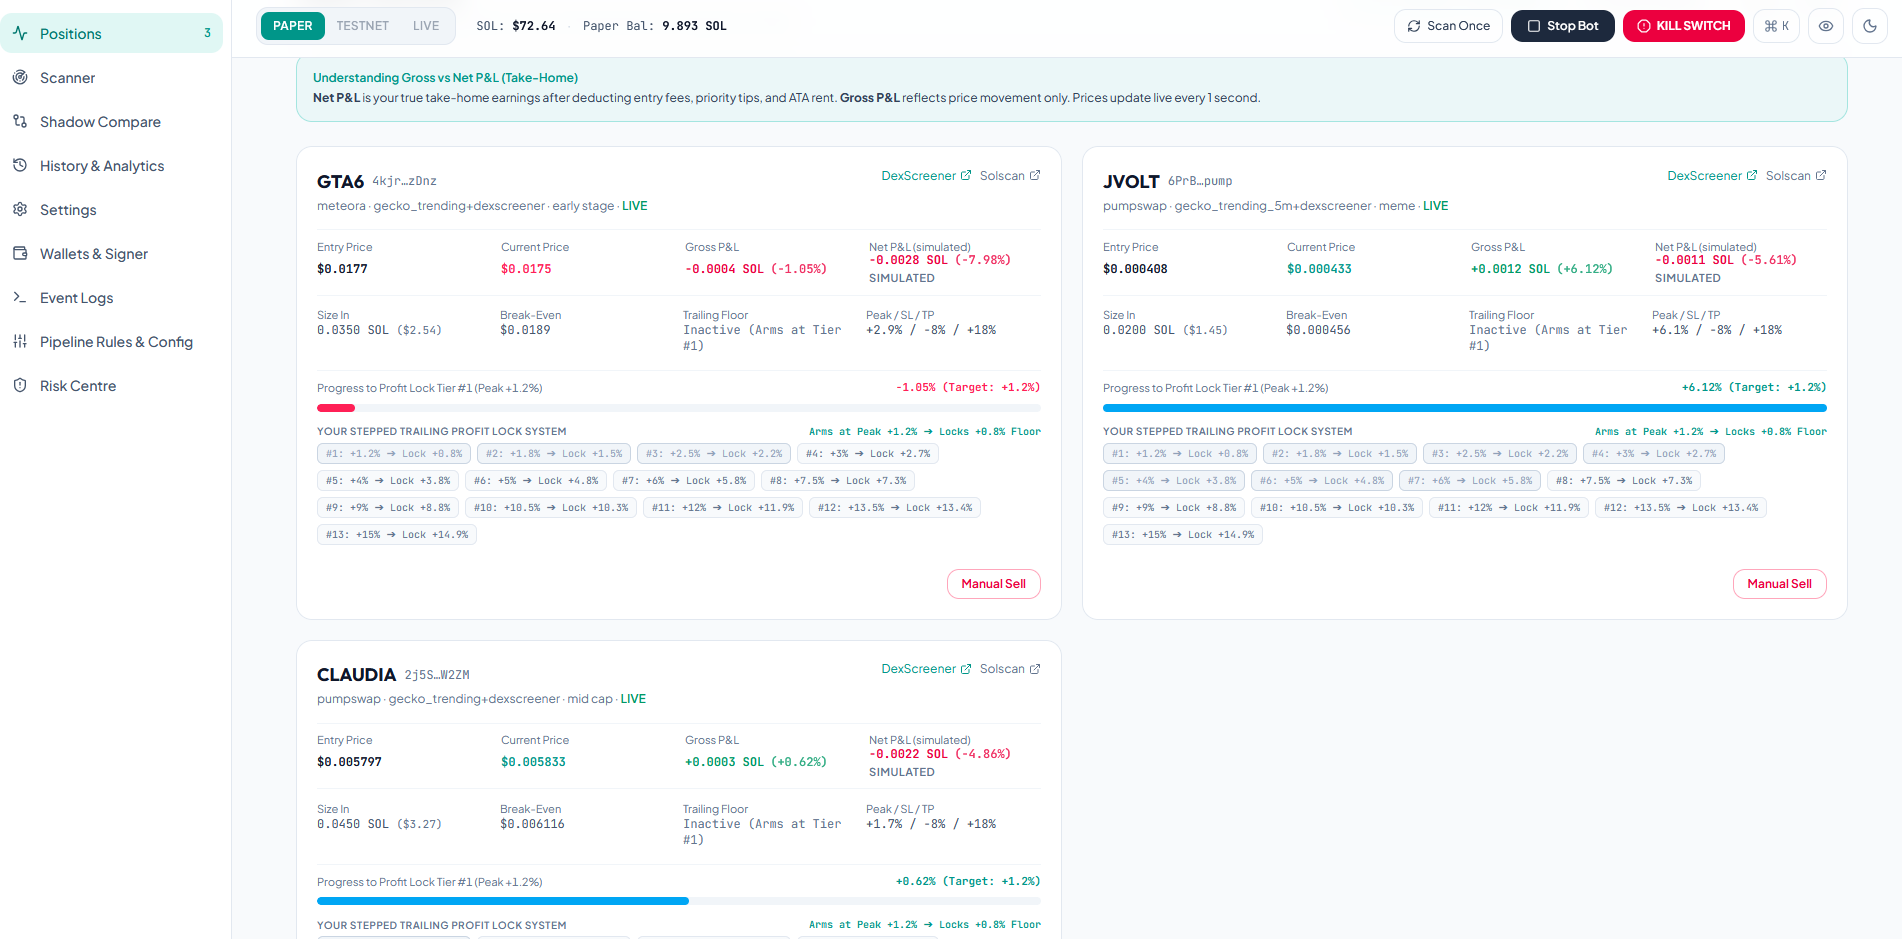 Positions 3
Scanner
Shadow Compare
History & Analytics
Settings
Wallets & Signer
Event Logs
Pipeline Rules & Config
Risk Centre
PAPER TESTNET LIVE SOL: $72.64 · Paper Bal: 9.893 SOL Scan Once Stop Bot KILL SWITCH ⌘ K
Understanding Gross vs Net P&L (Take-Home)
Net P&L is your true take-home earnings after deducting entry fees, priority tips, and ATA rent. Gross P&L reflects price movement only. Prices update live every 1 second.
GTA6 4kjr…zDnz DexScreener Solscan
meteora · gecko_trending+dexscreener · early stage · LIVE
Entry Price Current Price Gross P&L Net P&L (simulated)
$0.0177 $0.0175 -0.0004 SOL (-1.05%) -0.0028 SOL (-7.98%)
SIMULATED
Size In Break-Even Trailing Floor Peak / SL / TP
0.0350 SOL ($2.54) $0.0189 Inactive (Arms at Tier #1) +2.9% / -8% / +18%
Progress to Profit Lock Tier #1 (Peak +1.2%) -1.05% (Target: +1.2%)
YOUR STEPPED TRAILING PROFIT LOCK SYSTEM Arms at Peak +1.2% → Locks +0.8% Floor
#1: +1.2% → Lock +0.8% #2: +1.8% → Lock +1.5% #3: +2.5% → Lock +2.2% #4: +3% → Lock +2.7%
#5: +4% → Lock +3.8% #6: +5% → Lock +4.8% #7: +6% → Lock +5.8% #8: +7.5% → Lock +7.3%
#9: +9% → Lock +8.8% #10: +10.5% → Lock +10.3% #11: +12% → Lock +11.9% #12: +13.5% → Lock +13.4%
#13: +15% → Lock +14.9%
Manual Sell
JVOLT 6PrB…pump DexScreener Solscan
pumpswap · gecko_trending_5m+dexscreener · meme · LIVE
Entry Price Current Price Gross P&L Net P&L (simulated)
$0.000408 $0.000433 +0.0012 SOL (+6.12%) -0.0011 SOL (-5.61%)
SIMULATED
Size In Break-Even Trailing Floor Peak / SL / TP
0.0200 SOL ($1.45) $0.000456 Inactive (Arms at Tier #1) +6.1% / -8% / +18%
Progress to Profit Lock Tier #1 (Peak +1.2%) +6.12% (Target: +1.2%)
YOUR STEPPED TRAILING PROFIT LOCK SYSTEM Arms at Peak +1.2% → Locks +0.8% Floor
#1: +1.2% → Lock +0.8% #2: +1.8% → Lock +1.5% #3: +2.5% → Lock +2.2% #4: +3% → Lock +2.7%
#5: +4% → Lock +3.8% #6: +5% → Lock +4.8% #7: +6% → Lock +5.8% #8: +7.5% → Lock +7.3%
#9: +9% → Lock +8.8% #10: +10.5% → Lock +10.3% #11: +12% → Lock +11.9% #12: +13.5% → Lock +13.4%
#13: +15% → Lock +14.9%
Manual Sell
CLAUDIA 2j5S…W2ZM DexScreener Solscan
pumpswap · gecko_trending+dexscreener · mid cap · LIVE
Entry Price Current Price Gross P&L Net P&L (simulated)
$0.005797 $0.005833 +0.0003 SOL (+0.62%) -0.0022 SOL (-4.86%)
SIMULATED
Size In Break-Even Trailing Floor Peak / SL / TP
0.0450 SOL ($3.27) $0.006116 Inactive (Arms at Tier #1) +1.7% / -8% / +18%
Progress to Profit Lock Tier #1 (Peak +1.2%) +0.62% (Target: +1.2%)
YOUR STEPPED TRAILING PROFIT LOCK SYSTEM Arms at Peak +1.2% → Locks +0.8% Floor